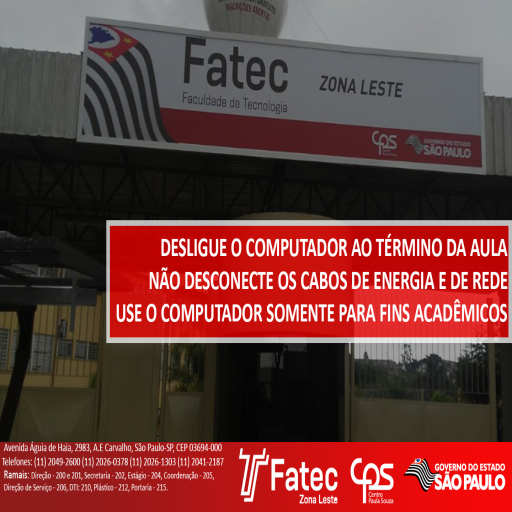 INSCRIÇÕES ABERTAS
Fatec
Faculdade de Tecnologia
ZONA LESTE
CPS
GOVERNO DO ESTADO
SÃO PAULO
DESLIGUE O COMPUTADOR AO TÉRMINO DA AULA
NÃO DESCONECTE OS CABOS DE ENERGIA E DE REDE
USE O COMPUTADOR SOMENTE PARA FINS ACADÊMICOS
Avenida Águia de Haia, 2983, A.E Carvalho, São Paulo-SP, CEP 03694-000
Telefones: (11) 2049-2600 (11) 2026-0378 (11) 2026-1303 (11) 2041-2187
Ramais: Direção - 200 e 201, Secretaria - 202, Estágio - 204, Coordenação - 205,
Direção de Serviço - 206, DTI: 210, Plástico - 212, Portaria - 215.
Fatec
Zona Leste
CPS
Centro
Paula Souza
GOVERNO DO ESTADO
SÃO PAULO